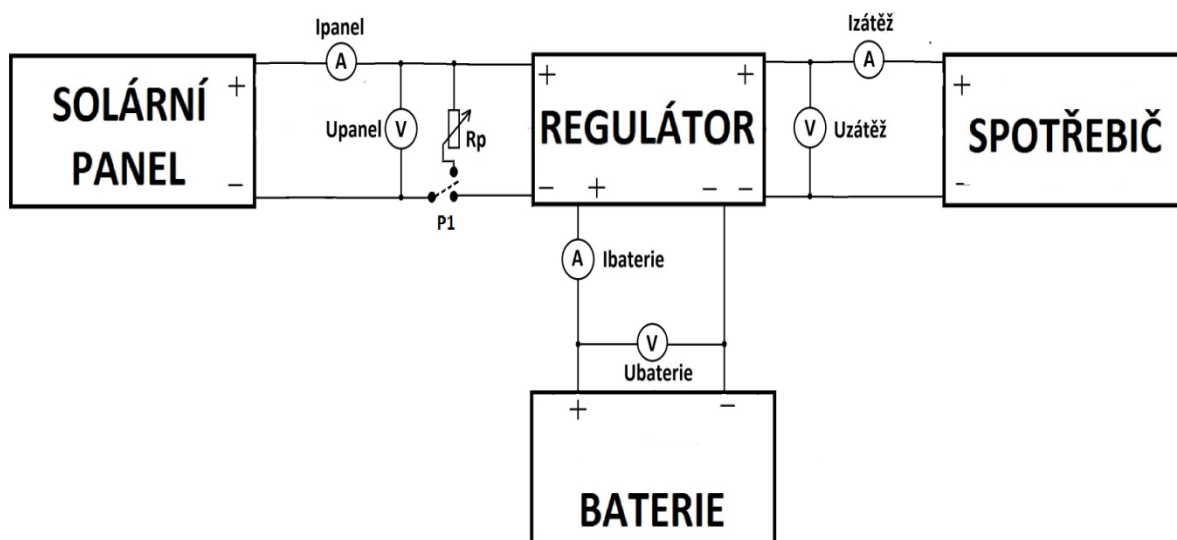 Ipanel
Izátěž
A
A
SOLÁRNÍ
PANEL
+
−
Upanel
V
Rp
P1
+
+
REGULÁTOR
− + − −
V
Uzátěž
+
SPOTŘEBIČ
-
A
Ibaterie
V
Ubaterie
+ −
BATERIE